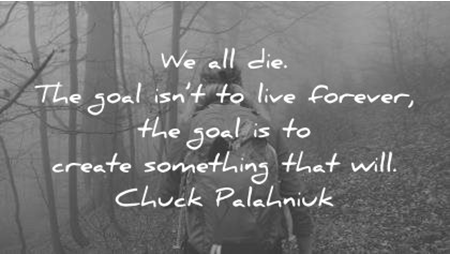 We all die.
The goal isn't to live forever,
the goal is to
create something that will.
Chuck Palahniuk